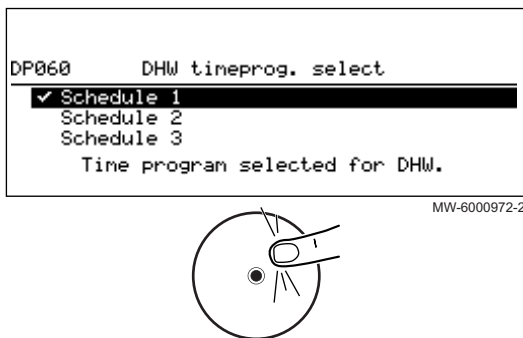 DP060 DHW timeprog. select
✓ Schedule 1
Schedule 2
Schedule 3
Time program selected for DHW.
MW-6000972-2